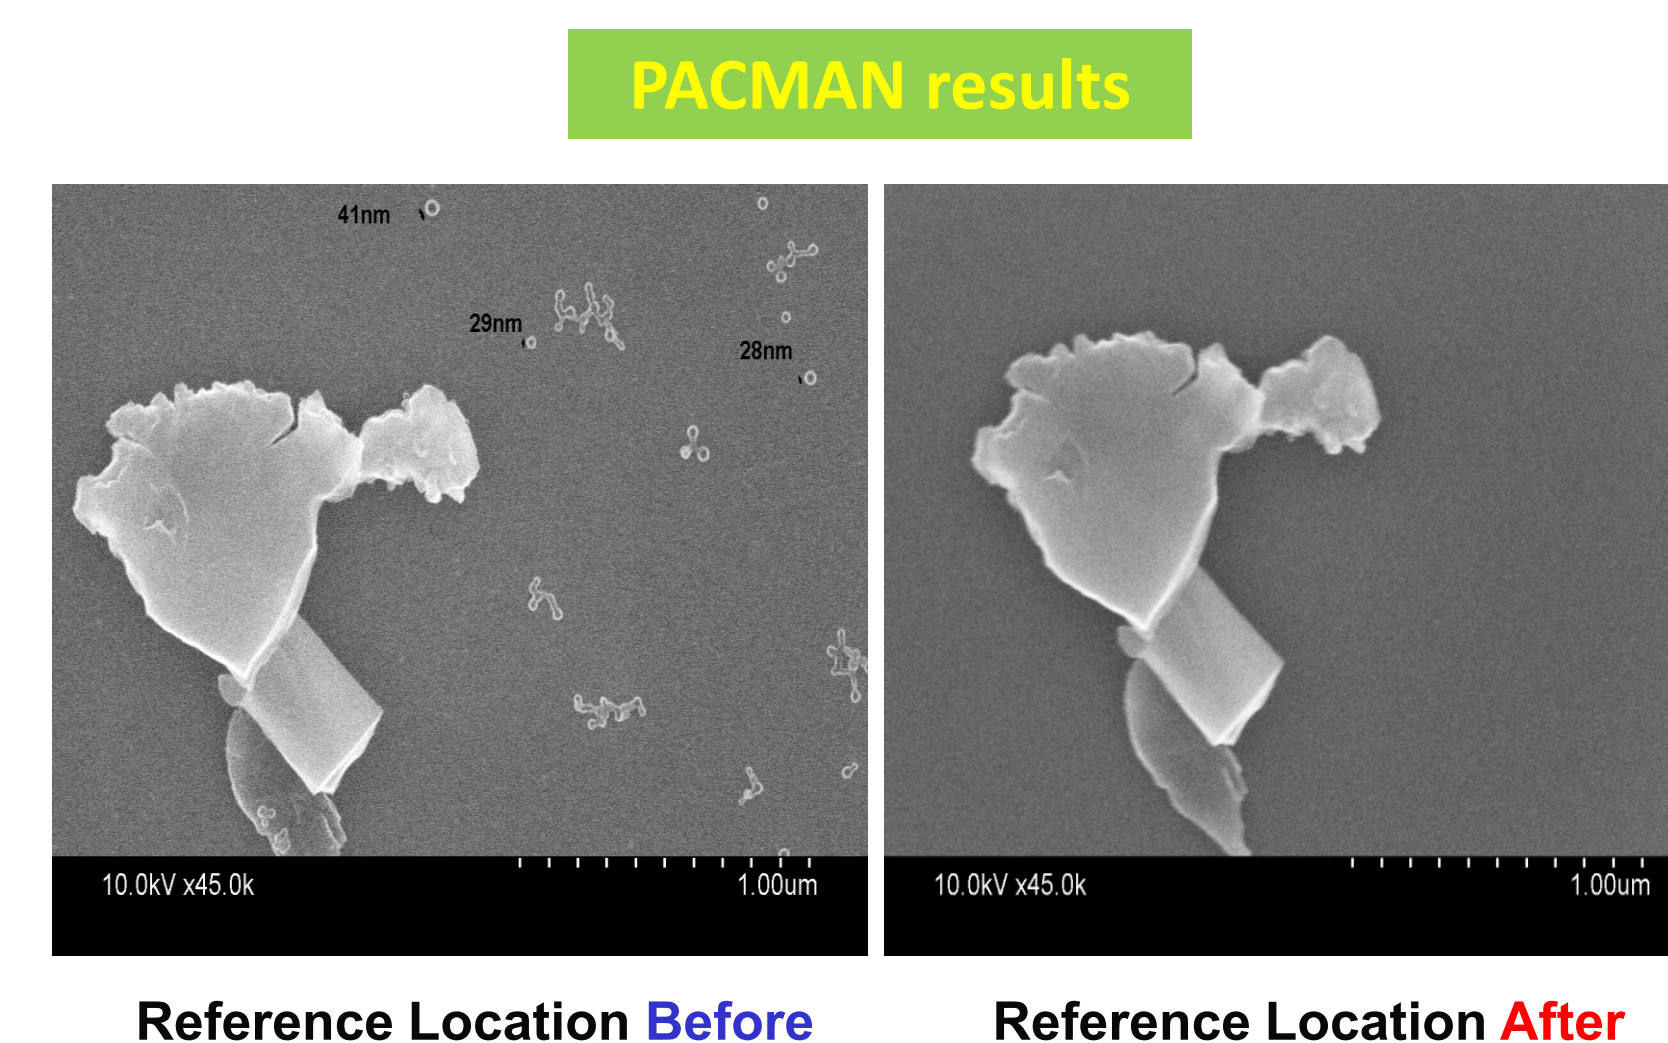 PACMAN results
41nm
29nm
28nm
10.0kV x45.0k 1.00um
10.0kV x45.0k 1.00um
Reference Location Before
Reference Location After